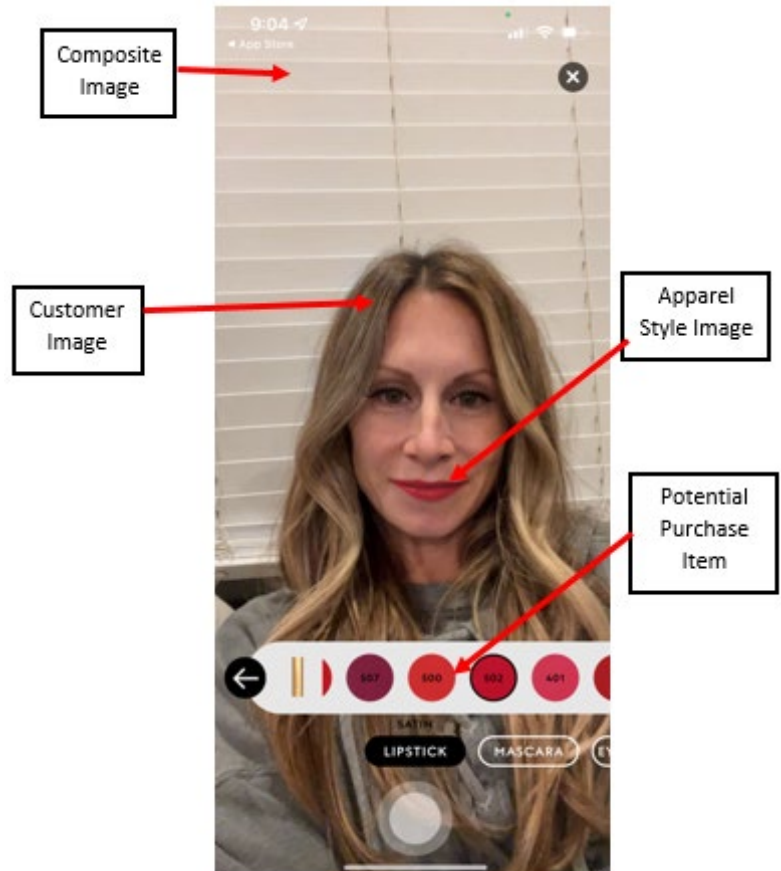 9:04
App Store
Composite
Image
Customer
Image
Apparel
Style Image
Potential
Purchase
Item
507 500 502 401
SATIN
LIPSTICK MASCARA EY